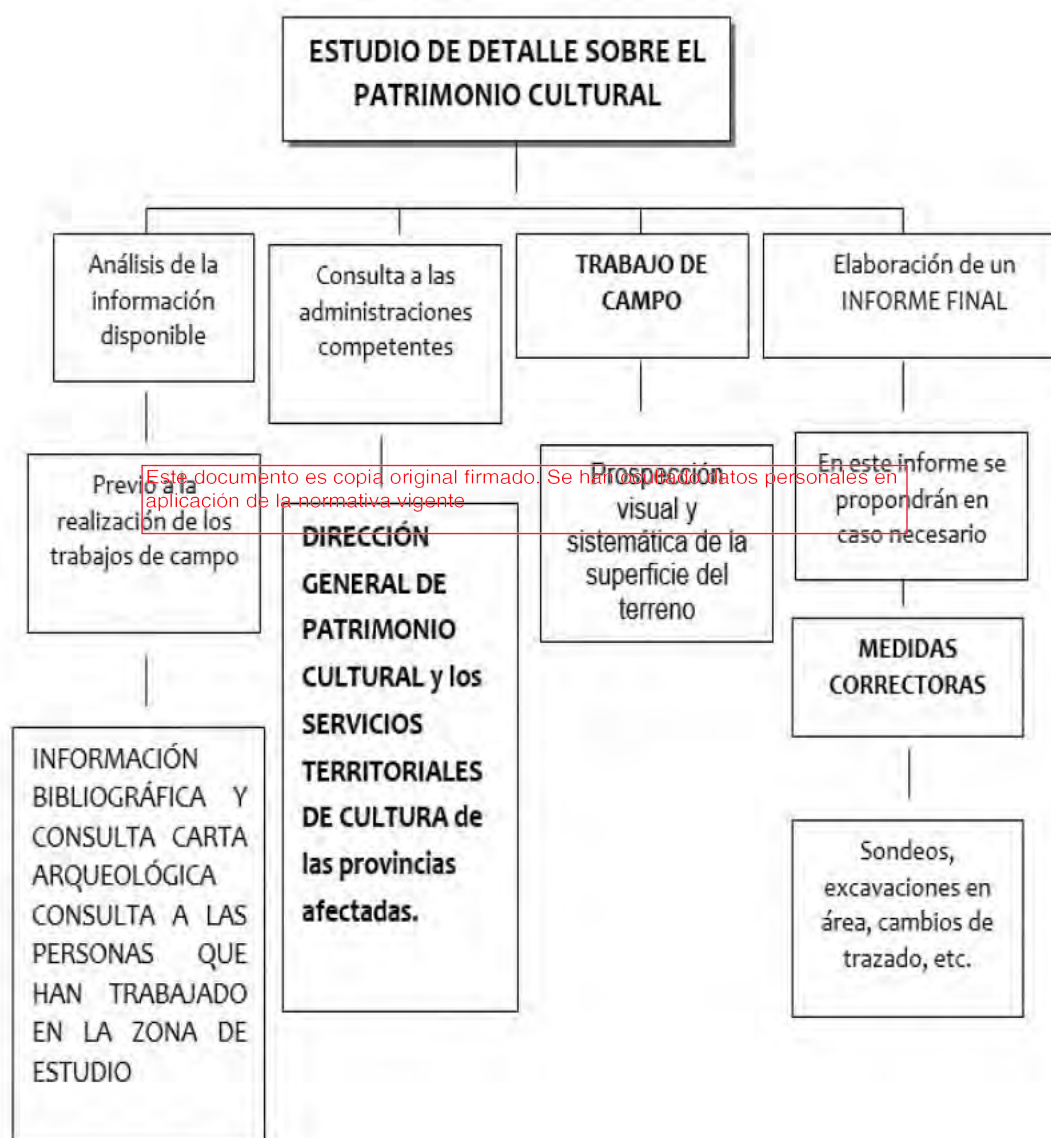 ESTUDIO DE DETALLE SOBRE EL
PATRIMONIO CULTURAL
Análisis de la
información
disponible
Consulta a las
administraciones
competentes
TRABAJO DE
CAMPO
Elaboración de un
INFORME FINAL
Previo a la
realización de los
trabajos de campo
DIRECCIÓN
GENERAL DE
PATRIMONIO
CULTURAL y los
SERVICIOS
TERRITORIALES
DE CULTURA de
las provincias
afectadas.
Prospección
visual y
sistemática de la
superficie del
terreno
En este informe se
propondrán en
caso necesario
MEDIDAS
CORRECTORAS
INFORMACIÓN
BIBLIOGRÁFICA Y
CONSULTA CARTA
ARQUEOLÓGICA
CONSULTA A LAS
PERSONAS QUE
HAN TRABAJADO
EN LA ZONA DE
ESTUDIO
Sondeos,
excavaciones en
área, cambios de
trazado, etc.
Este documento es copia original firmado. Se han ocultado datos personales en
aplicación de la normativa vigente